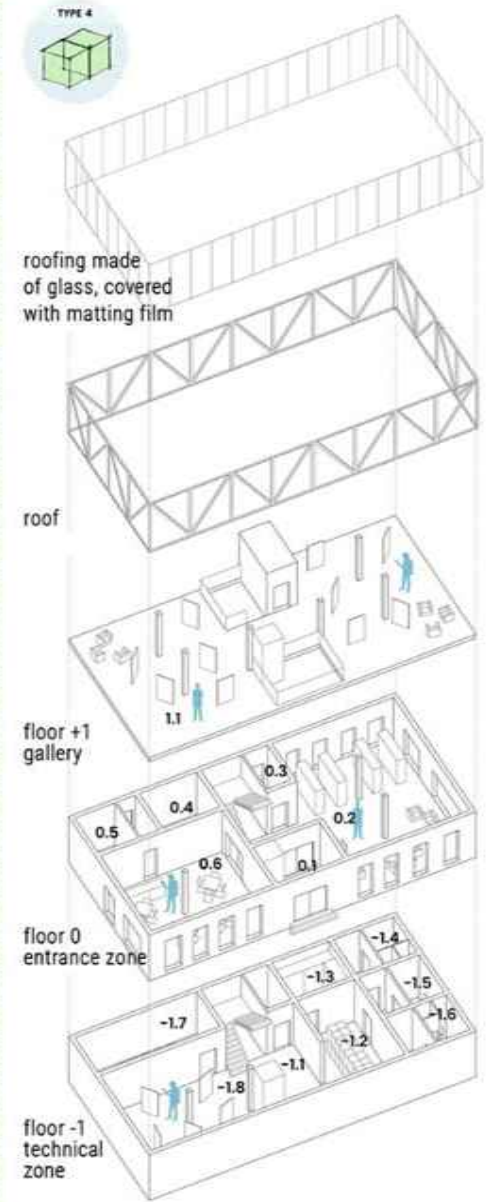 TYPE 4
roofing made
of glass, covered
with matting film
roof
1.1
floor +1
gallery
0.3
0.4
0.2
0.5
0.6
0.1
floor 0
entrance zone
-1.4
-1.3
-1.5
-1.6
-1.7
-1.2
-1.1
-1.8
floor -1
technical
zone